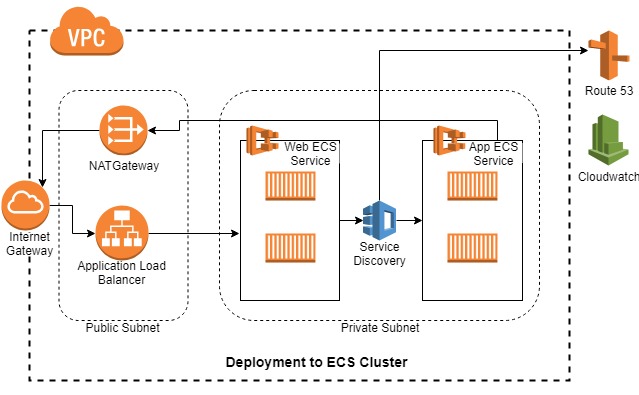 VPC
Route 53
NATGateway
Web ECS
Service
App ECS
Service
Cloudwatch
Internet
Gateway
Application Load
Balancer
Service
Discovery
Public Subnet
Private Subnet
Deployment to ECS Cluster